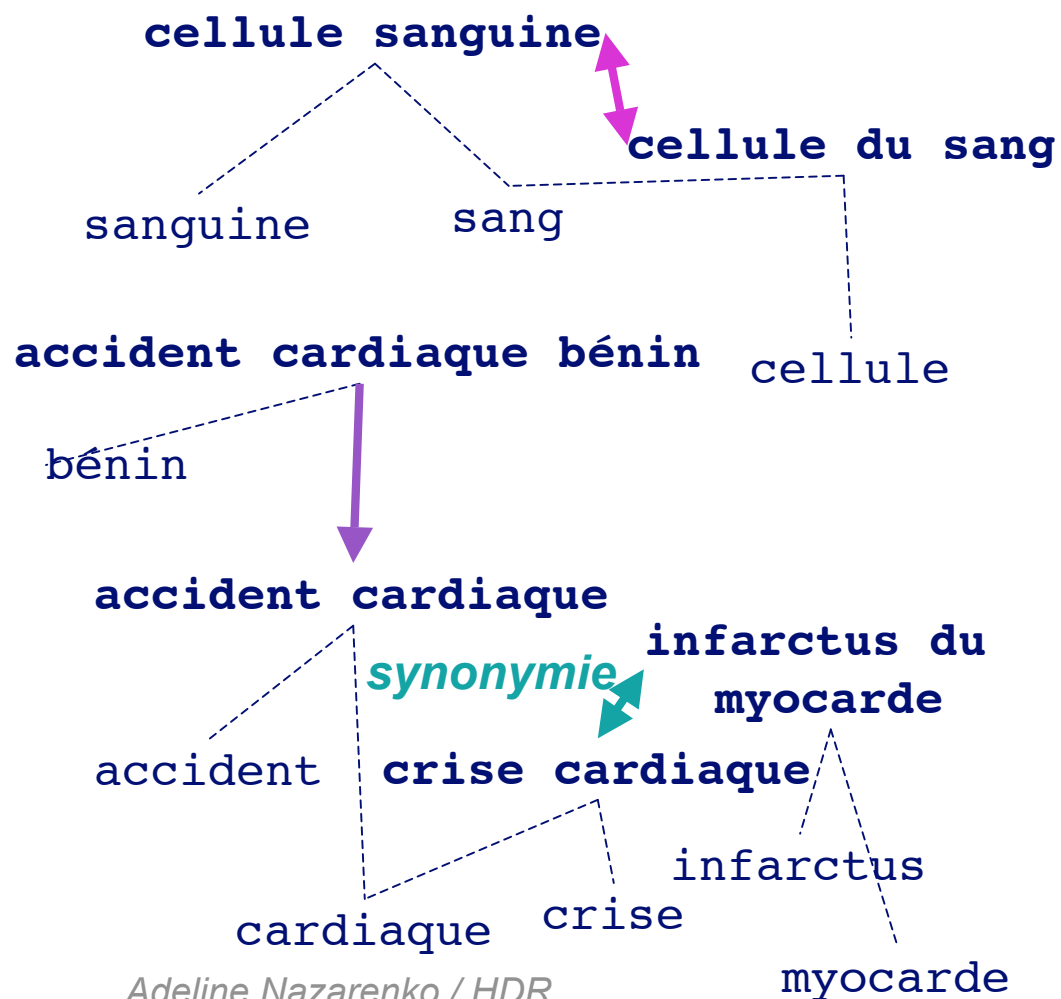 cellule sanguine
cellule du sang
sanguine
sang
accident cardiaque bénin
cellule
bénin
accident cardiaque
infarctus du
myocarde
synonymie
accident
crise cardiaque
infarctus
crise
cardiaque
myocarde
Adeline Nazarenko / HDR